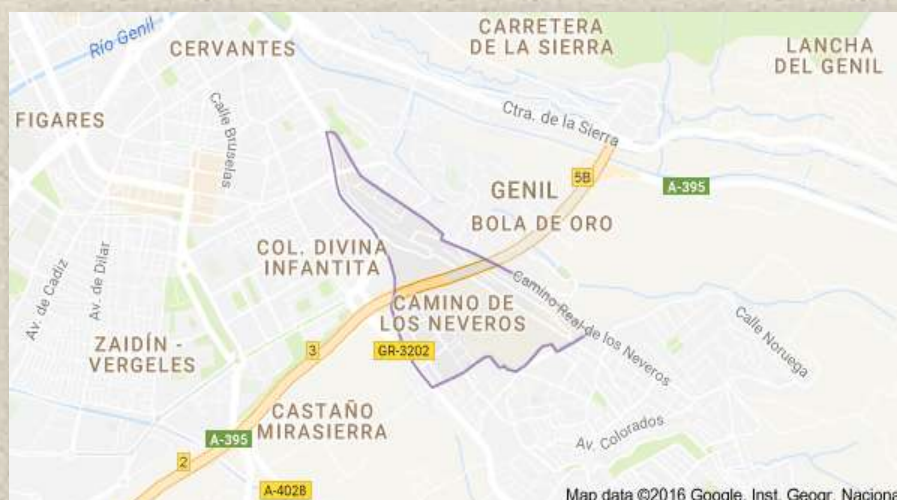 Río Genil
CERVANTES
CARRETERA
DE LA SIERRA
LANCHA
DEL GENIL
FIGARES
Calle Bruselas
Ctra. de la Sierra
5B
A-395
GENIL
BOLA DE ORO
COL. DIVINA
INFANTITA
Camino Real de los Neveros
CAMINO DE
LOS NEVEROS
Av. de Cadiz
Av. de Dilar
Calle Noruega
ZAIDÍN -
VERGELES
3
GR-3202
CASTAÑO
MIRASIERRA
Av. Colorados
A-395
2
A-4028
Map data ©2016 Google, Inst. Geogr. Naciona